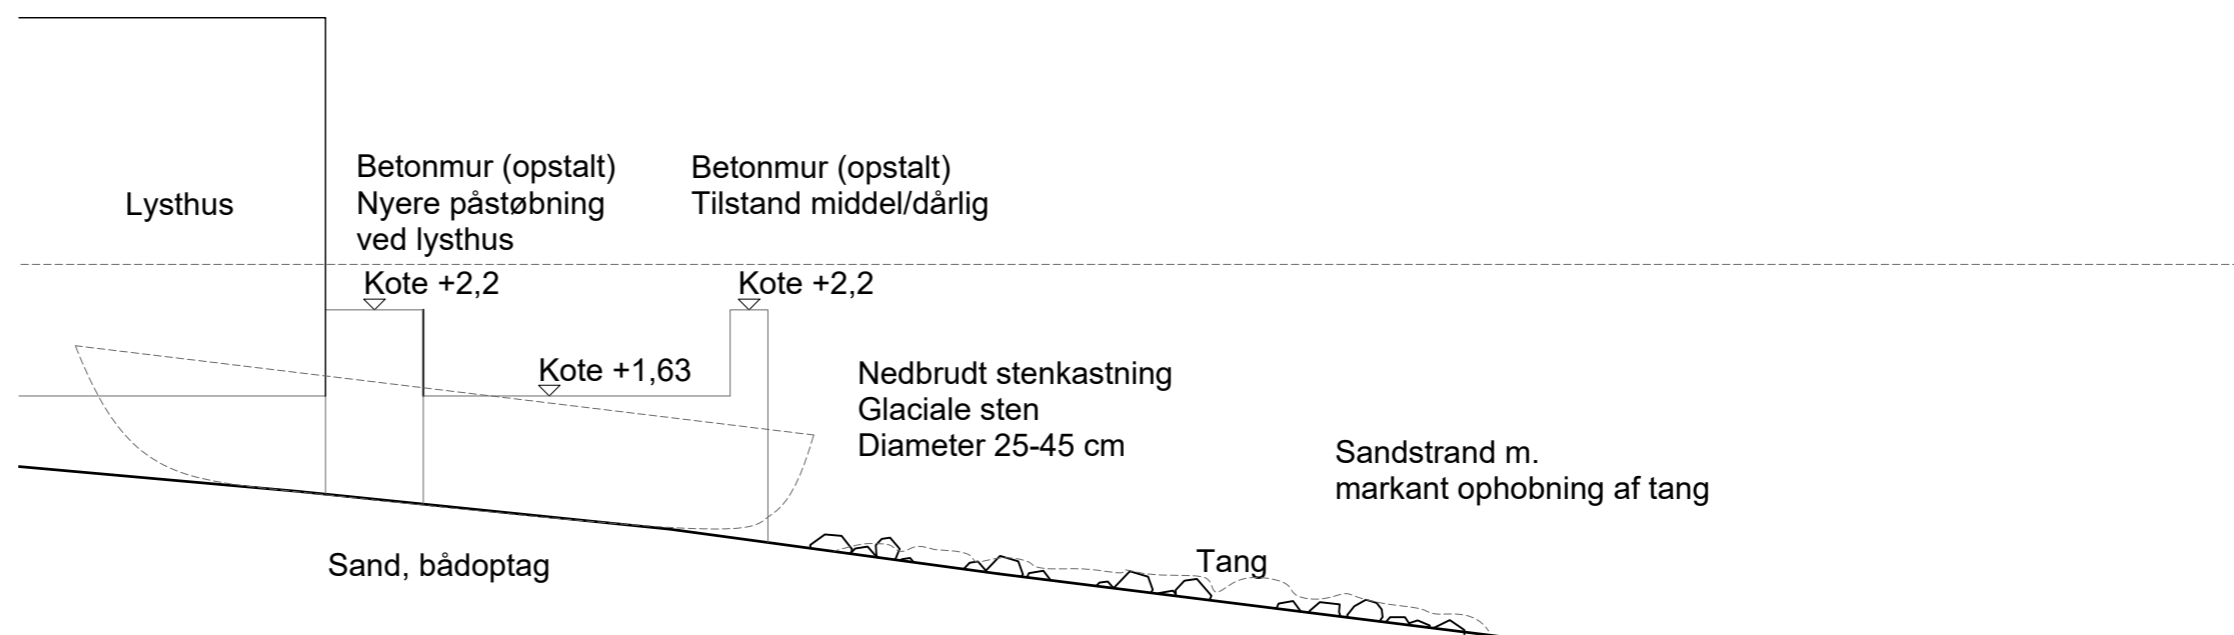 Lysthus
Betonmur (opstalt)
Nyere påstøbning
ved lysthus
Betonmur (opstalt)
Tilstand middel/dårlig
Kote +2,2
Kote +2,2
Kote +1,63
Nedbrudt stenkastning
Glaciale sten
Diameter 25-45 cm
Sandstrand m.
markant ophobning af tang
Sand, bådoptag
Tang